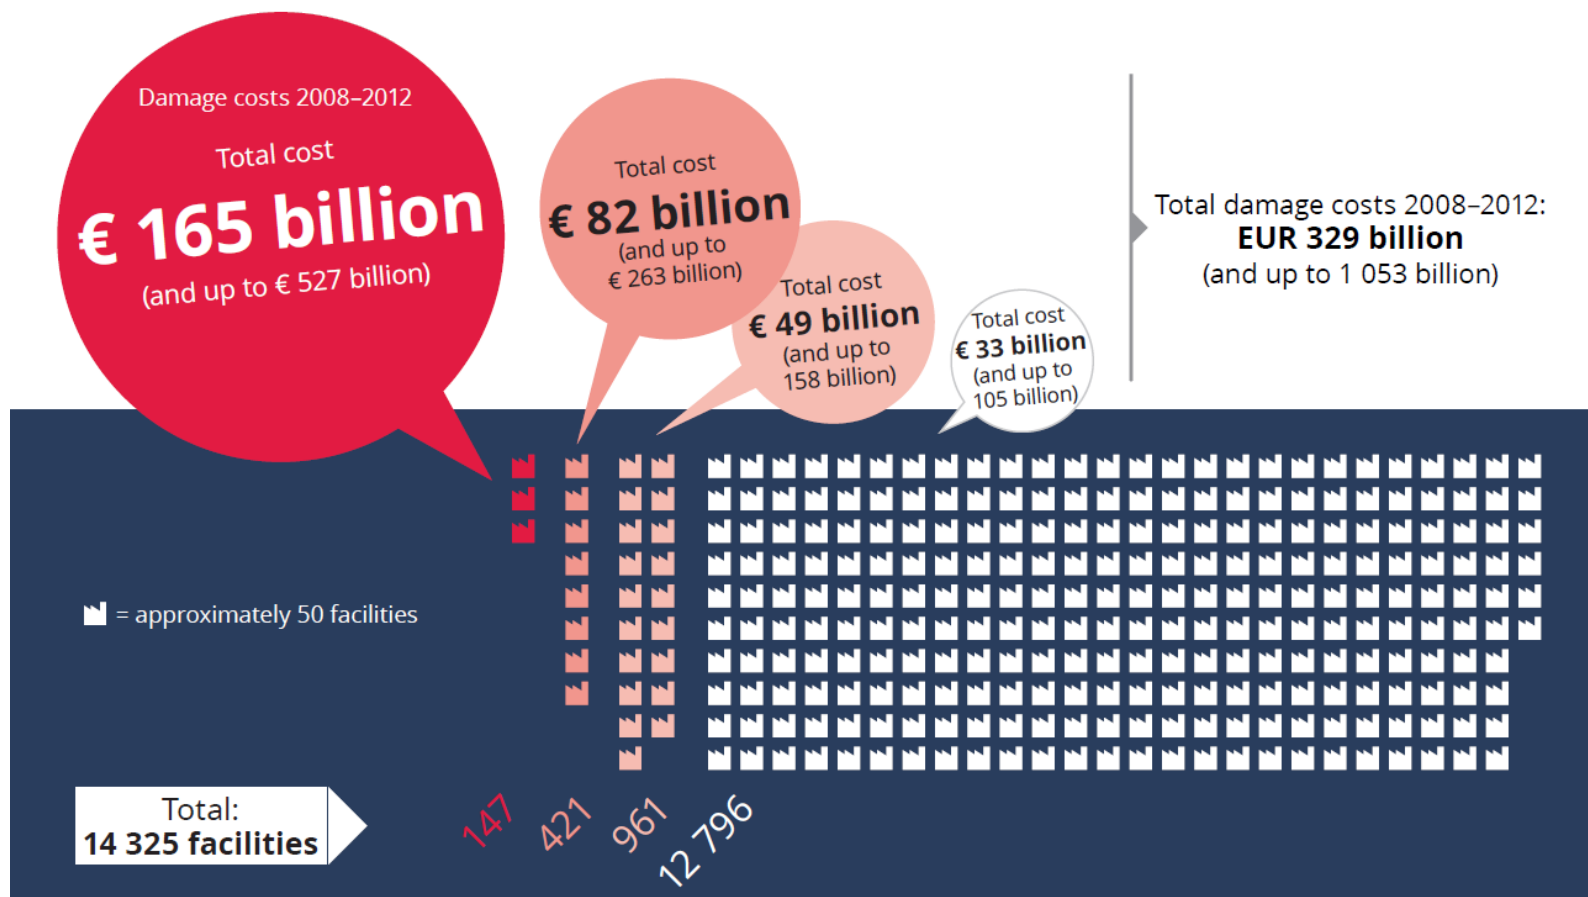 Damage costs 2008–2012
Total cost
€ 165 billion
(and up to € 527 billion)
Total cost
€ 82 billion
(and up to
€ 263 billion)
Total cost
€ 49 billion
(and up to
158 billion)
Total cost
€ 33 billion
(and up to
105 billion)
Total damage costs 2008–2012:
EUR 329 billion
(and up to 1 053 billion)
= approximately 50 facilities
Total:
14 325 facilities
147
421
961
12 796